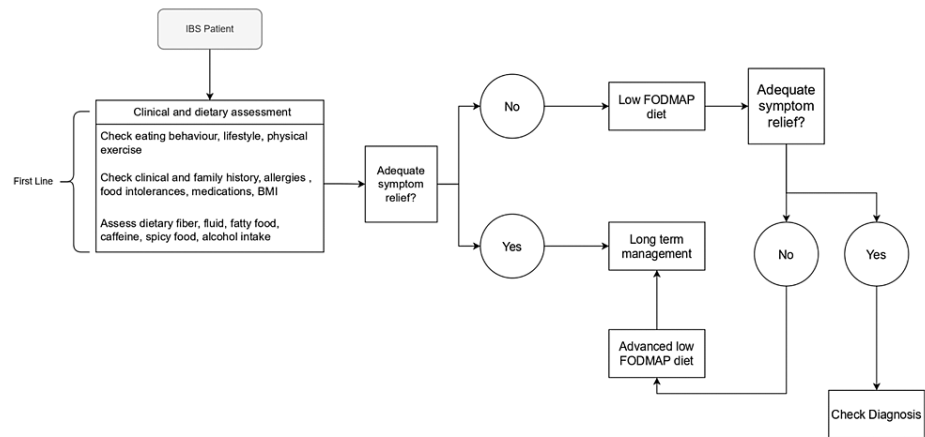 IBS Patient
Clinical and dietary assessment
Check eating behaviour, lifestyle, physical
exercise
Check clinical and family history, allergies ,
food intolerances, medications, BMI
Assess dietary fiber, fluid, fatty food,
caffeine, spicy food, alcohol intake
First Line
Adequate
symptom
relief?
No
Low FODMAP
diet
Adequate
symptom
relief?
Yes
Long term
management
No
Yes
Advanced low
FODMAP diet
Check Diagnosis